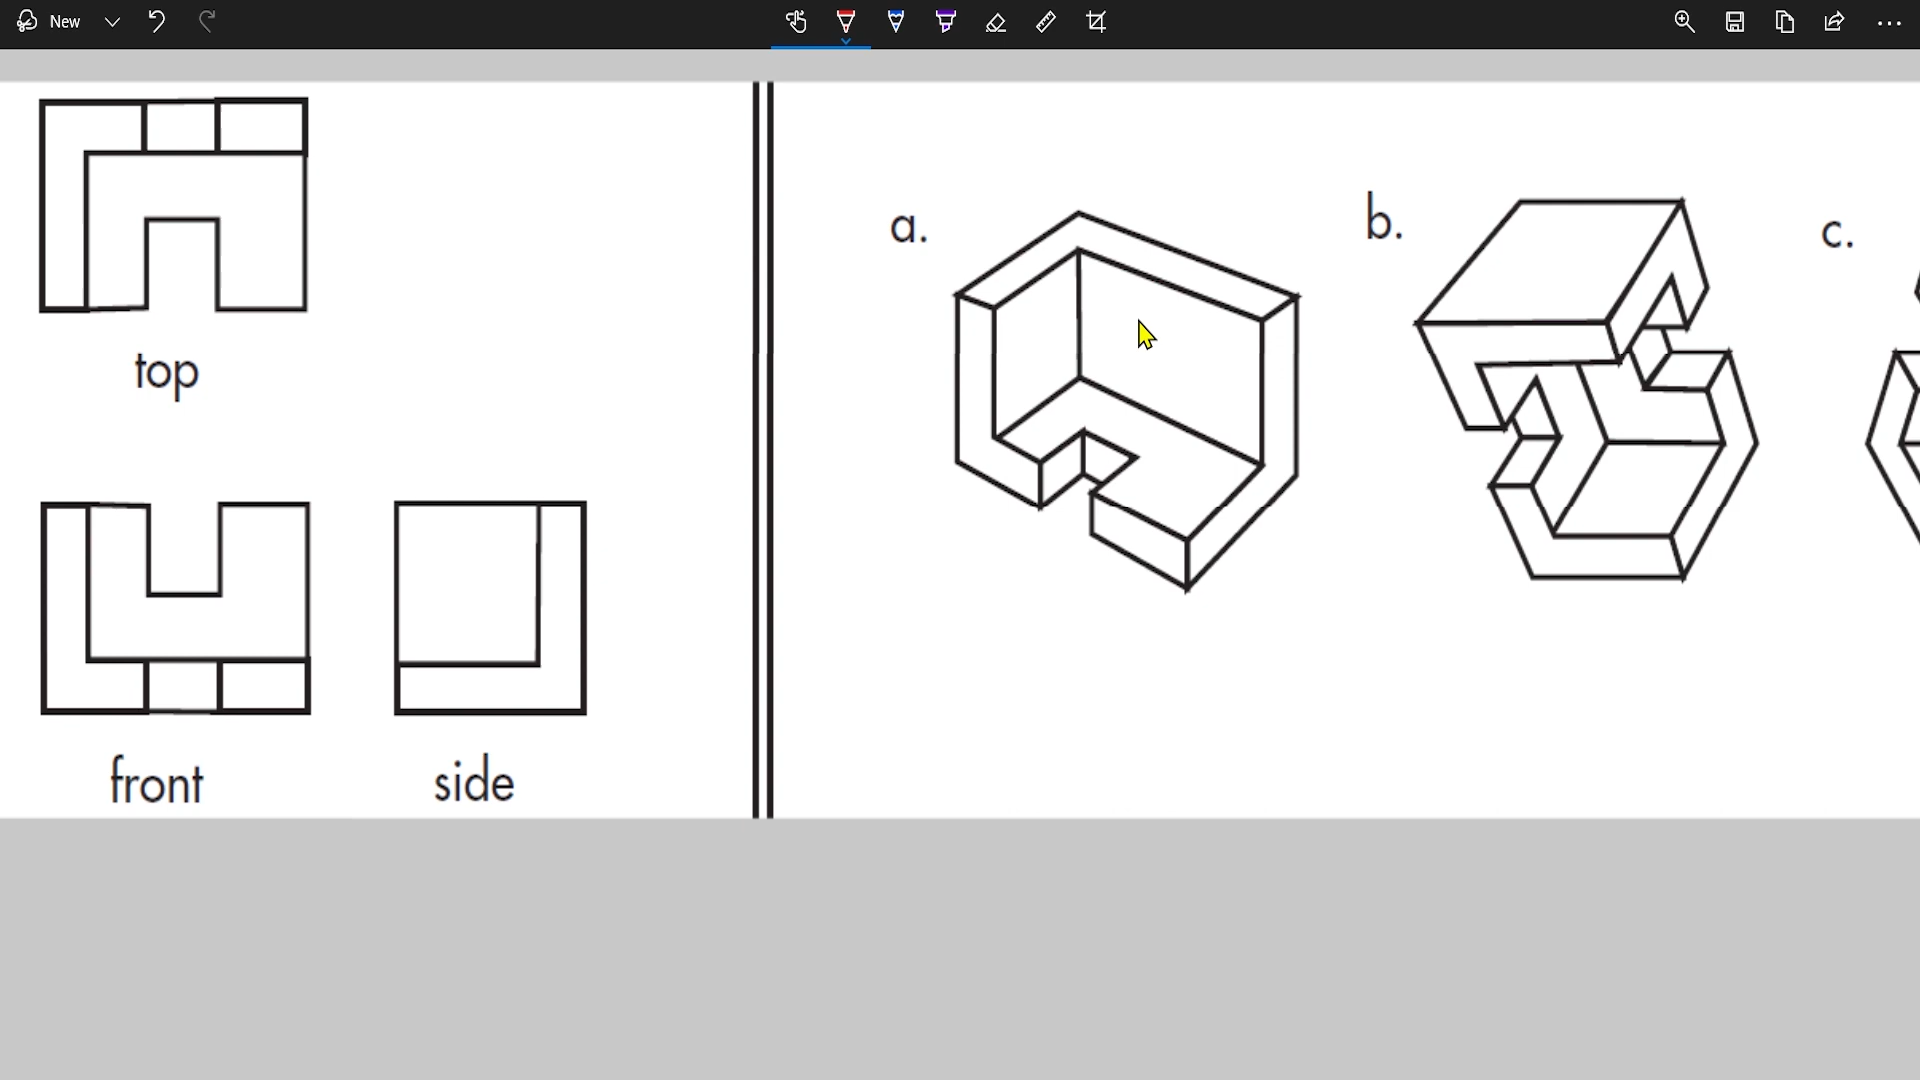 New
a.
b.
c.
top
front
side